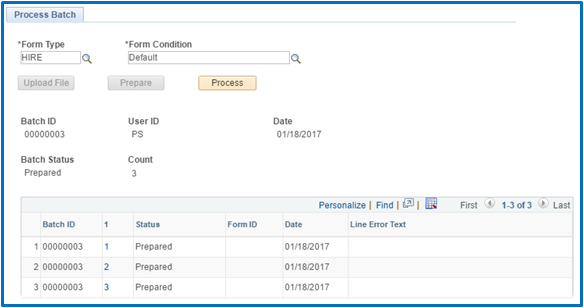 Process Batch
*Form Type *Form Condition
HIRE Default
Upload File Prepare Process
Batch ID User ID Date
00000003 PS 01/18/2017
Batch Status Count
Prepared 3
Personalize | Find | | First 1-3 of 3 Last
Batch ID 1 Status Form ID Date Line Error Text
1 00000003 1 Prepared 01/18/2017
2 00000003 2 Prepared 01/18/2017
3 00000003 3 Prepared 01/18/2017